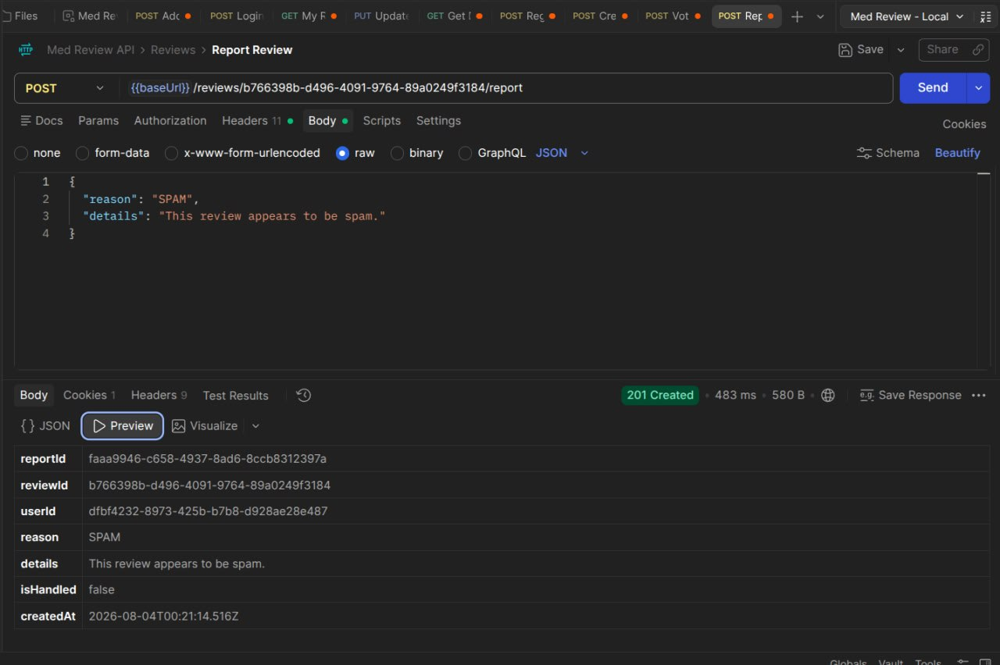 Files Med Re POST Add POST Login GET My R PUT Update GET Get POST Reg POST Cre POST Vot POST Rep Med Review - Local
HTTP Med Review API > Reviews > Report Review Save Share
POST {{baseUrl}} /reviews/b766398b-d496-4091-9764-89a0249f3184/report Send
Docs Params Authorization Headers 11 Body Scripts Settings Cookies
none form-data x-www-form-urlencoded raw binary GraphQL JSON Schema Beautify
1 {
2 "reason": "SPAM",
3 "details": "This review appears to be spam."
4 }
Body Cookies 1 Headers 9 Test Results 201 Created • 483 ms • 580 B • e.g. Save Response
{ } JSON Preview Visualize
reportId faaa9946-c658-4937-8ad6-8ccb8312397a
reviewId b766398b-d496-4091-9764-89a0249f3184
userId dfbf4232-8973-425b-b7b8-d928ae28e487
reason SPAM
details This review appears to be spam.
isHandled false
createdAt 2026-08-04T00:21:14.516Z
Globals Vault Tools